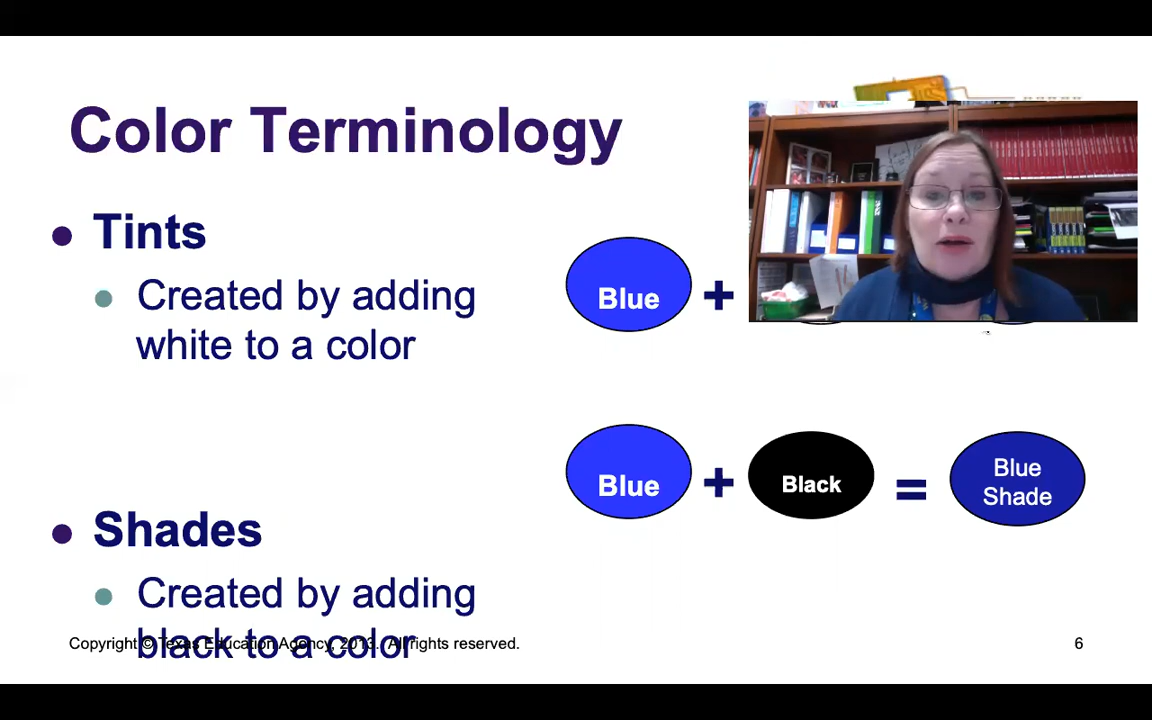 Color Terminology
Tints
Created by adding
white to a color
Blue +
Blue + Black = Blue
Shade
Shades
Created by adding
black to a color
Copyright © Texas Education Agency, 2013. All rights reserved.
6